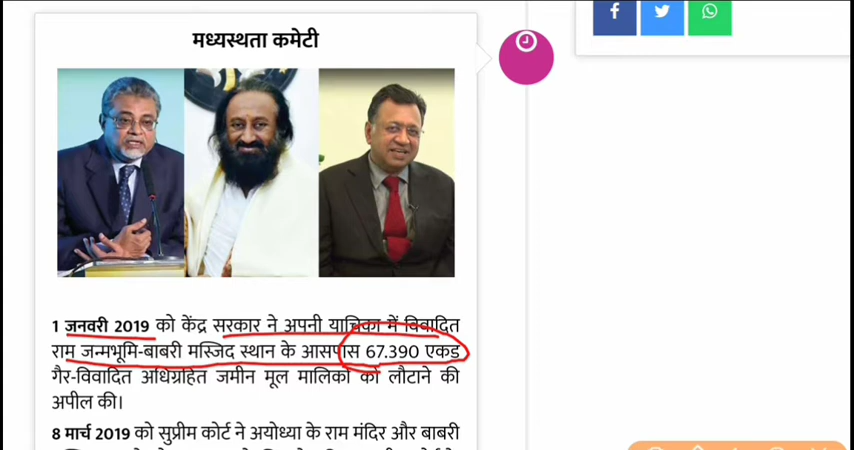 मध्यस्थता कमेटी
1 जनवरी 2019 को केंद्र सरकार ने अपनी याचिका में विवादित
राम जन्मभूमि-बाबरी मस्जिद स्थान के आसपास 67.390 एकड़
गैर-विवादित अधिग्रहित जमीन मूल मालिकों को लौटाने की
अपील की।
8 मार्च 2019 को सुप्रीम कोर्ट ने अयोध्या के राम मंदिर और बाबरी